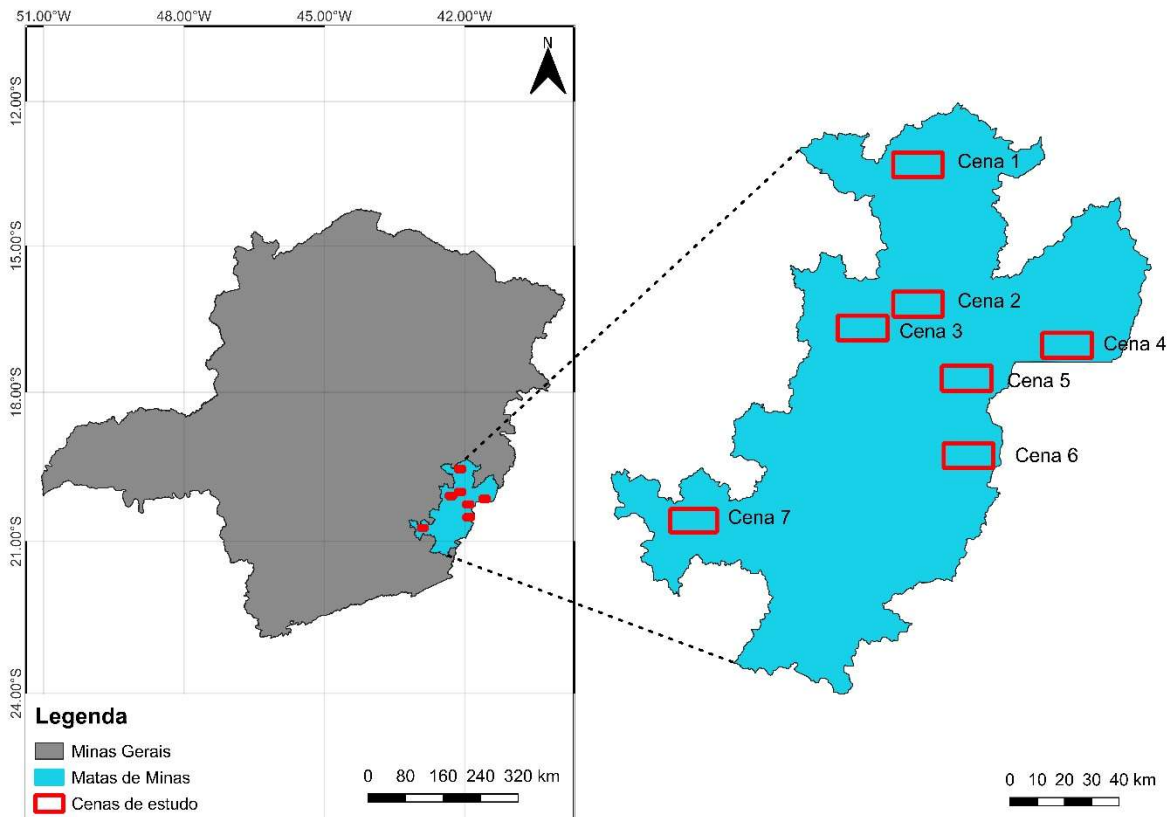 51.00°W 48.00°W 45.00°W 42.00°W
N
12.00°S
15.00°S
18.00°S
21.00°S
24.00°S
Cena 1
Cena 2
Cena 3
Cena 4
Cena 5
Cena 6
Cena 7
Legenda
Minas Gerais
Matas de Minas
Cenas de estudo
0 80 160 240 320 km
0 10 20 30 40 km